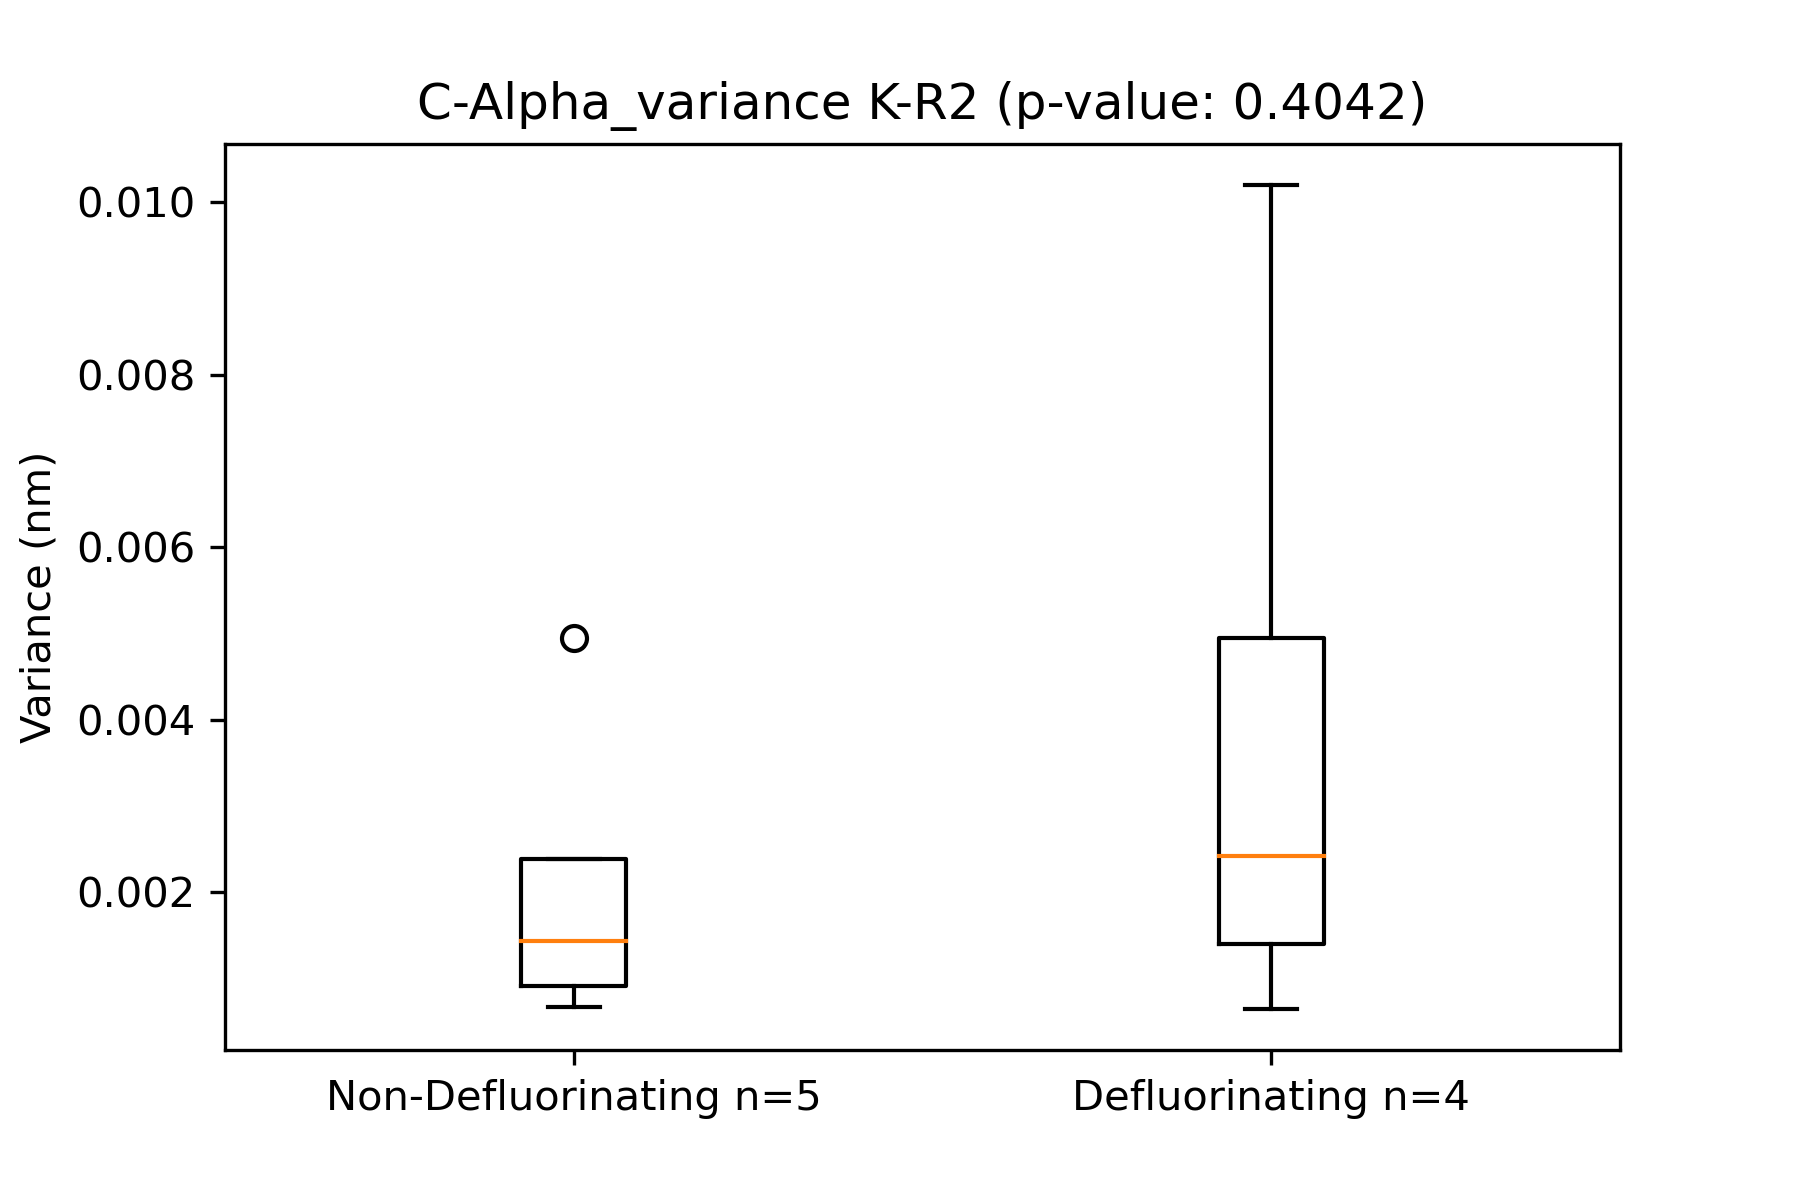 C-Alpha_variance K-R2 (p-value: 0.4042)
Variance (nm)
0.010
0.008
0.006
0.004
0.002
Non-Defluorinating n=5
Defluorinating n=4